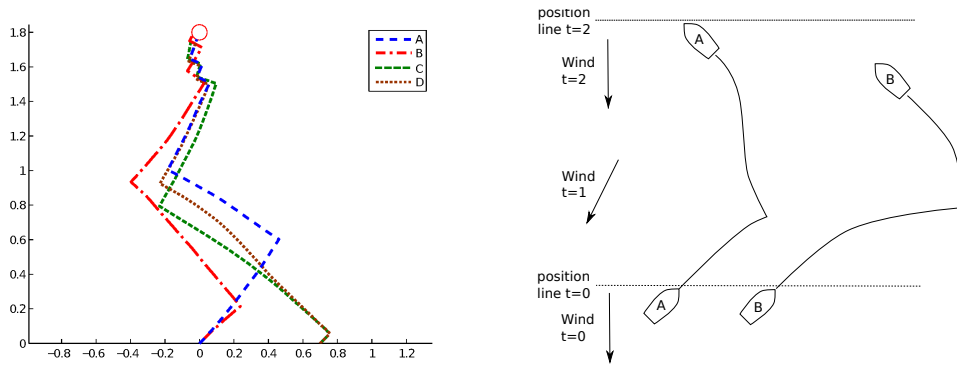 1.8
1.6
1.4
1.2
1
0.8
0.6
0.4
0.2
0
−0.8
−0.6
−0.4
−0.2
0
0.2
0.4
0.6
0.8
1
1.2
A
B
C
D
position
line t=2
Wind
t=2
Wind
t=1
position
line t=0
Wind
t=0
A
B
A
B